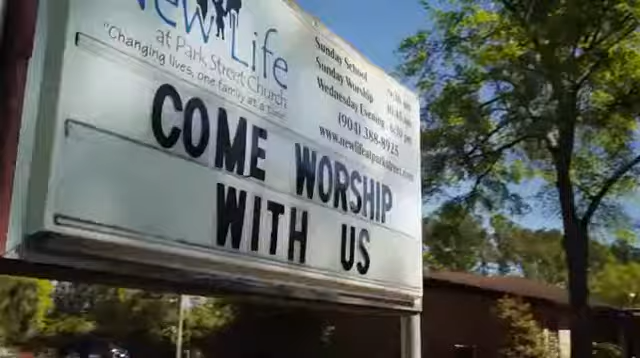 New Life
at Park Street Church
"Changing lives, one family at a time"
Sunday School
Sunday Worship
Wednesday Evening
(904) 388-8925
www.newlifeatparkstreet.com
COME WORSHIP
WITH US